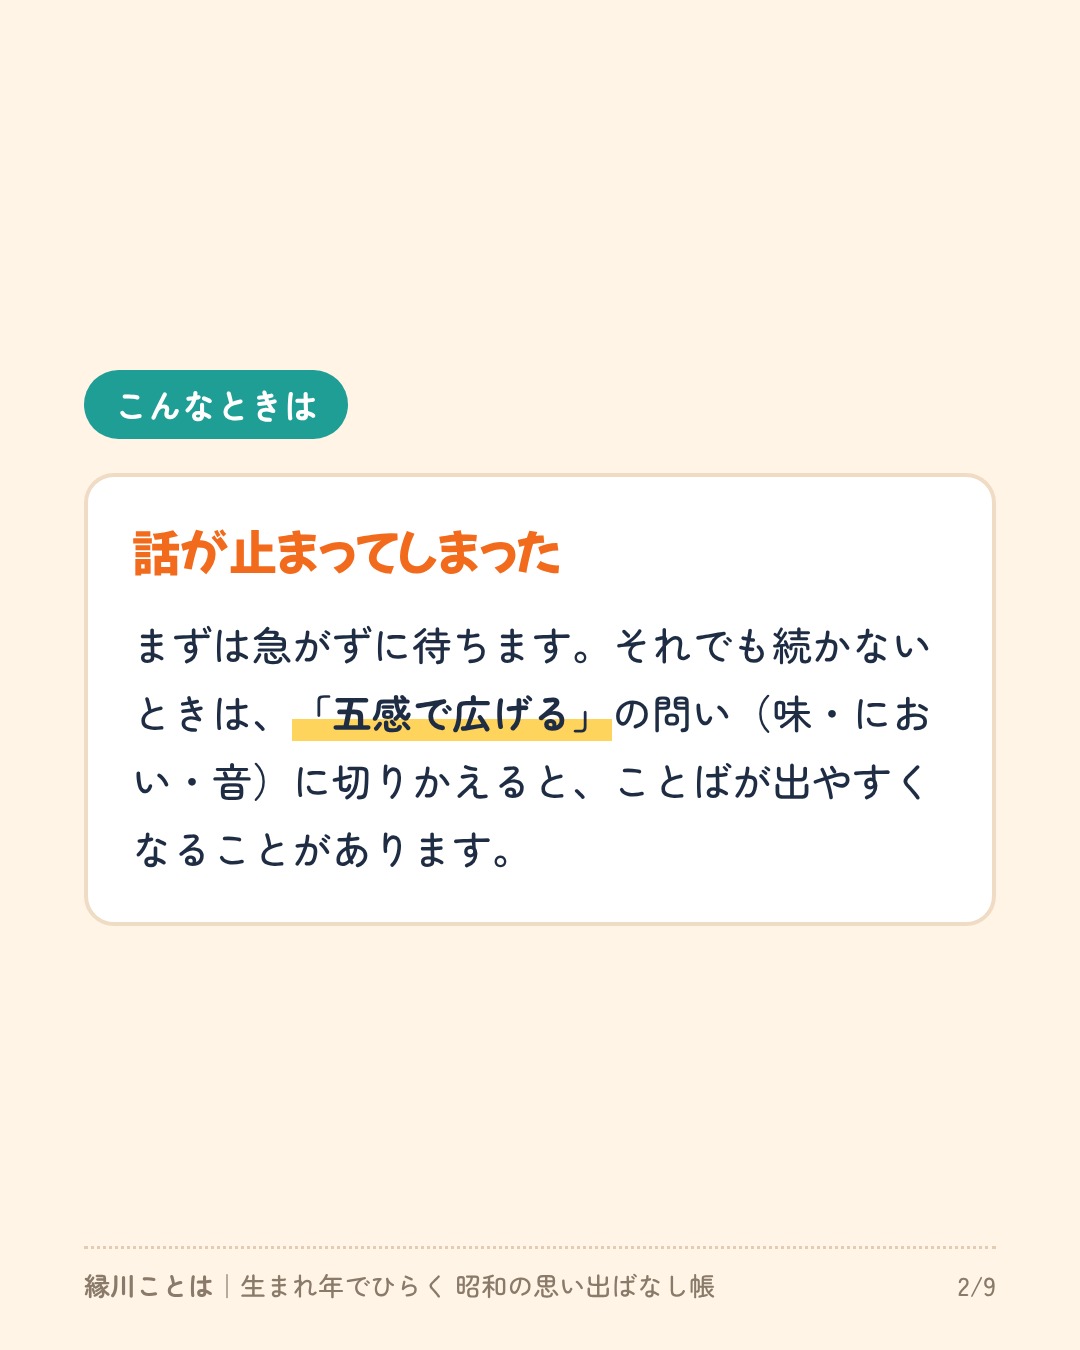 こんなときは
話が止まってしまった
まずは急がずに待ちます。それでも続かない
ときは、「五感で広げる」の問い（味・にお
い・音）に切りかえると、ことばが出やすく
なることがあります。
縁川ことは｜生まれ年でひらく 昭和の思い出ばなし帳
2/9